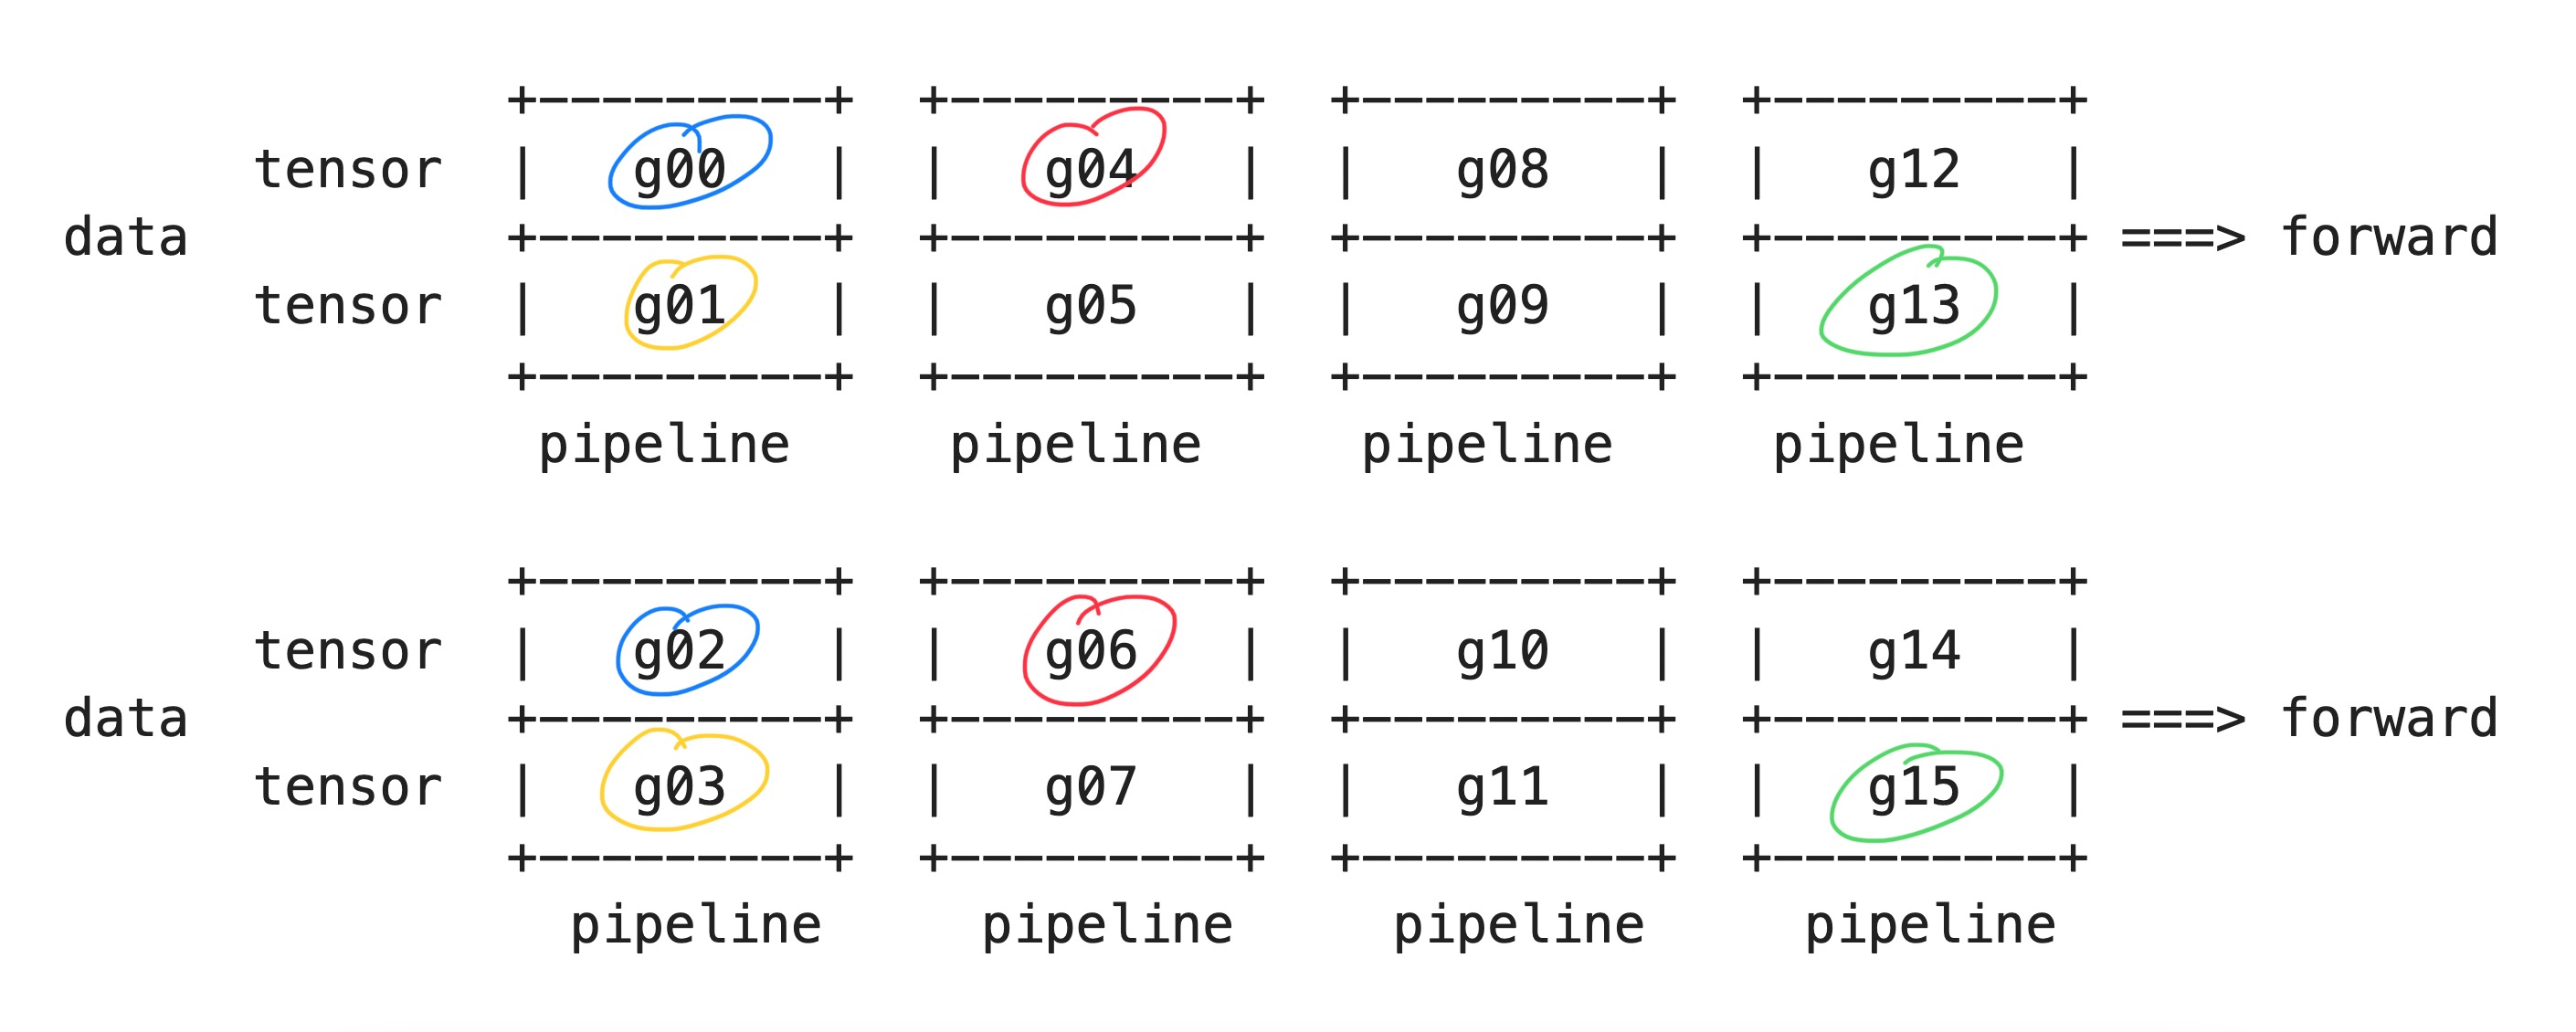 +----------+  +----------+  +----------+  +----------+
tensor  |   g00    |  |   g04    |  |   g08    |  |   g12    |
data  +----------+  +----------+  +----------+  +----------+ ===> forward
tensor  |   g01    |  |   g05    |  |   g09    |  |   g13    |
+----------+  +----------+  +----------+  +----------+
pipeline  pipeline  pipeline  pipeline
+----------+  +----------+  +----------+  +----------+
tensor  |   g02    |  |   g06    |  |   g10    |  |   g14    |
data  +----------+  +----------+  +----------+  +----------+ ===> forward
tensor  |   g03    |  |   g07    |  |   g11    |  |   g15    |
+----------+  +----------+  +----------+  +----------+
pipeline  pipeline  pipeline  pipeline